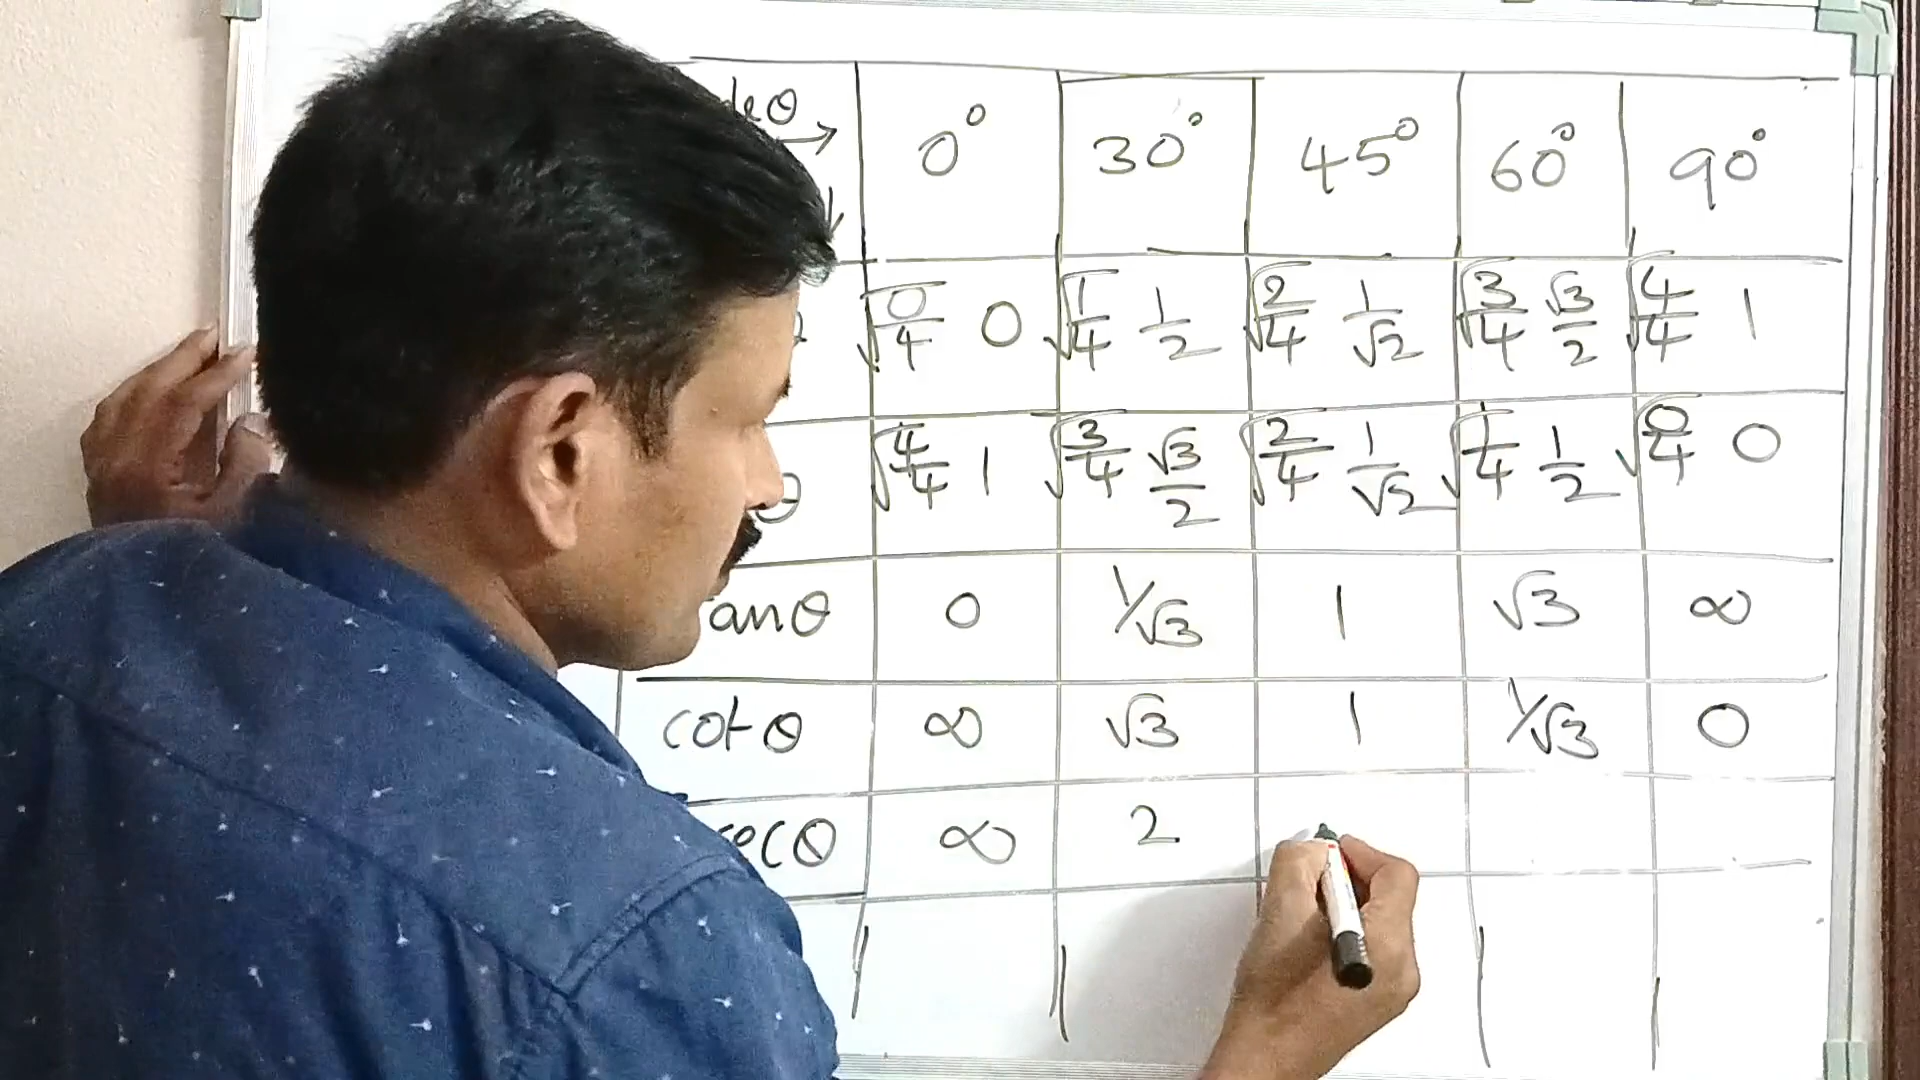 θ → 0° 30° 45° 60° 90°
↓
√0/4 0 √1/4 1/2 √2/4 1/√2 √3/4 √3/2 √4/4 1
θ √4/4 1 √3/4 √3/2 √2/4 1/√2 √1/4 1/2 √0/4 0
anθ 0 1/√3 1 √3 ∞
cotθ ∞ √3 1 1/√3 0
ecθ ∞ 2